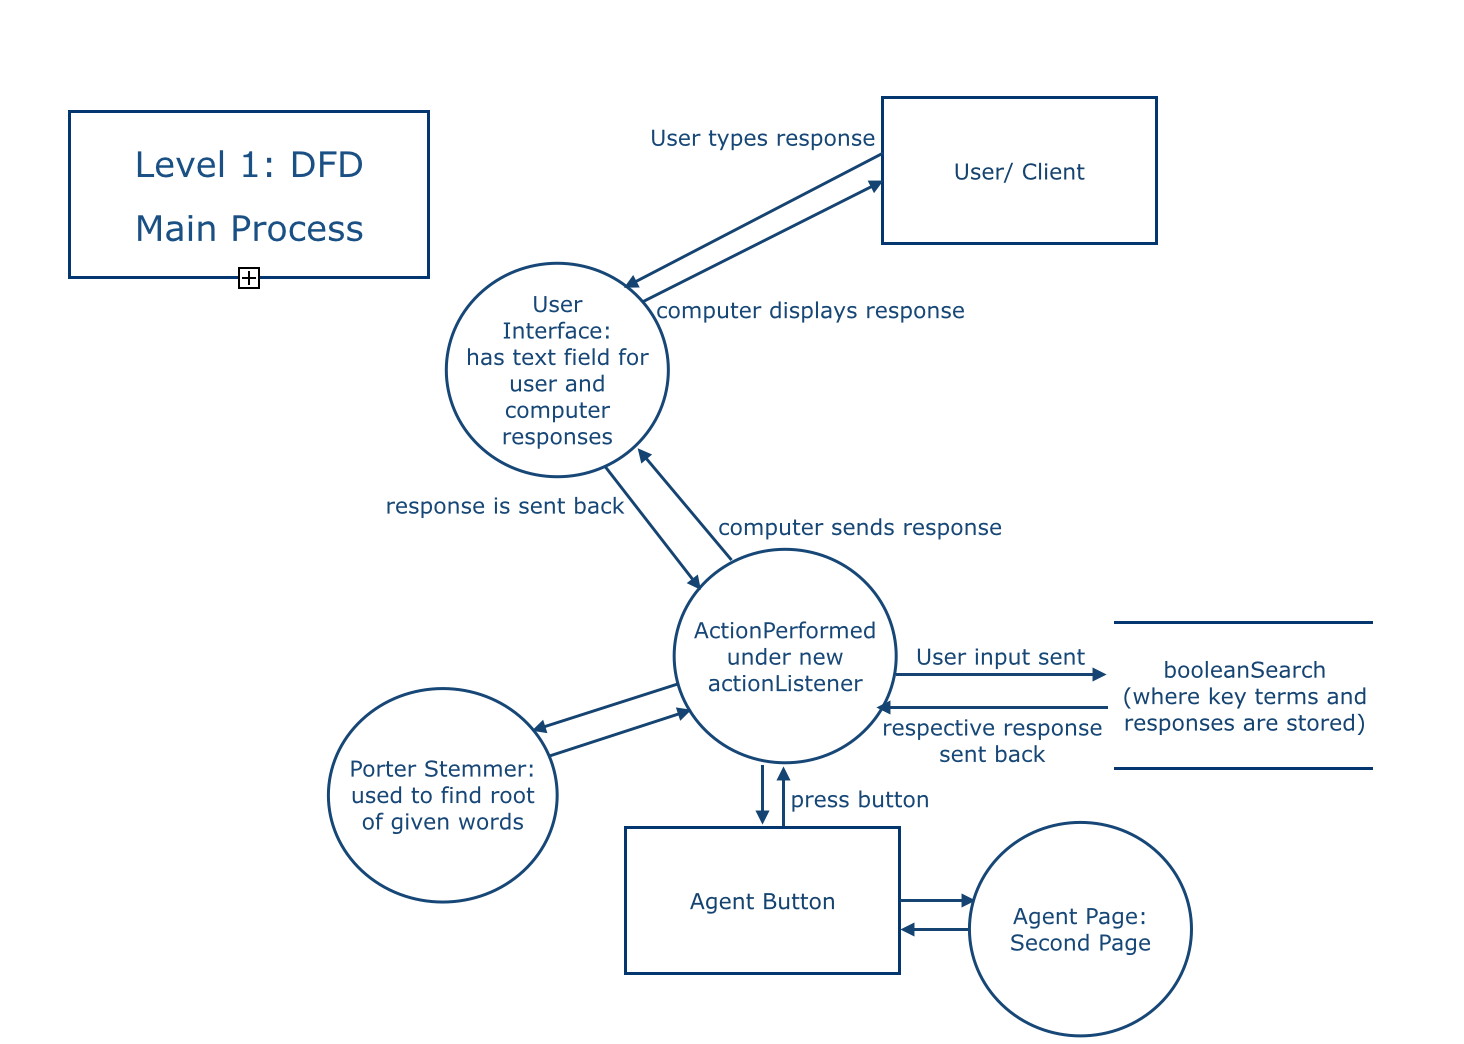 Level 1: DFD
Main Process
User types response
User/ Client
computer displays response
User
Interface:
has text field for
user and
computer
responses
response is sent back
computer sends response
ActionPerformed
under new
actionListener
User input sent
respective response
sent back
booleanSearch
(where key terms and
responses are stored)
Porter Stemmer:
used to find root
of given words
press button
Agent Button
Agent Page:
Second Page